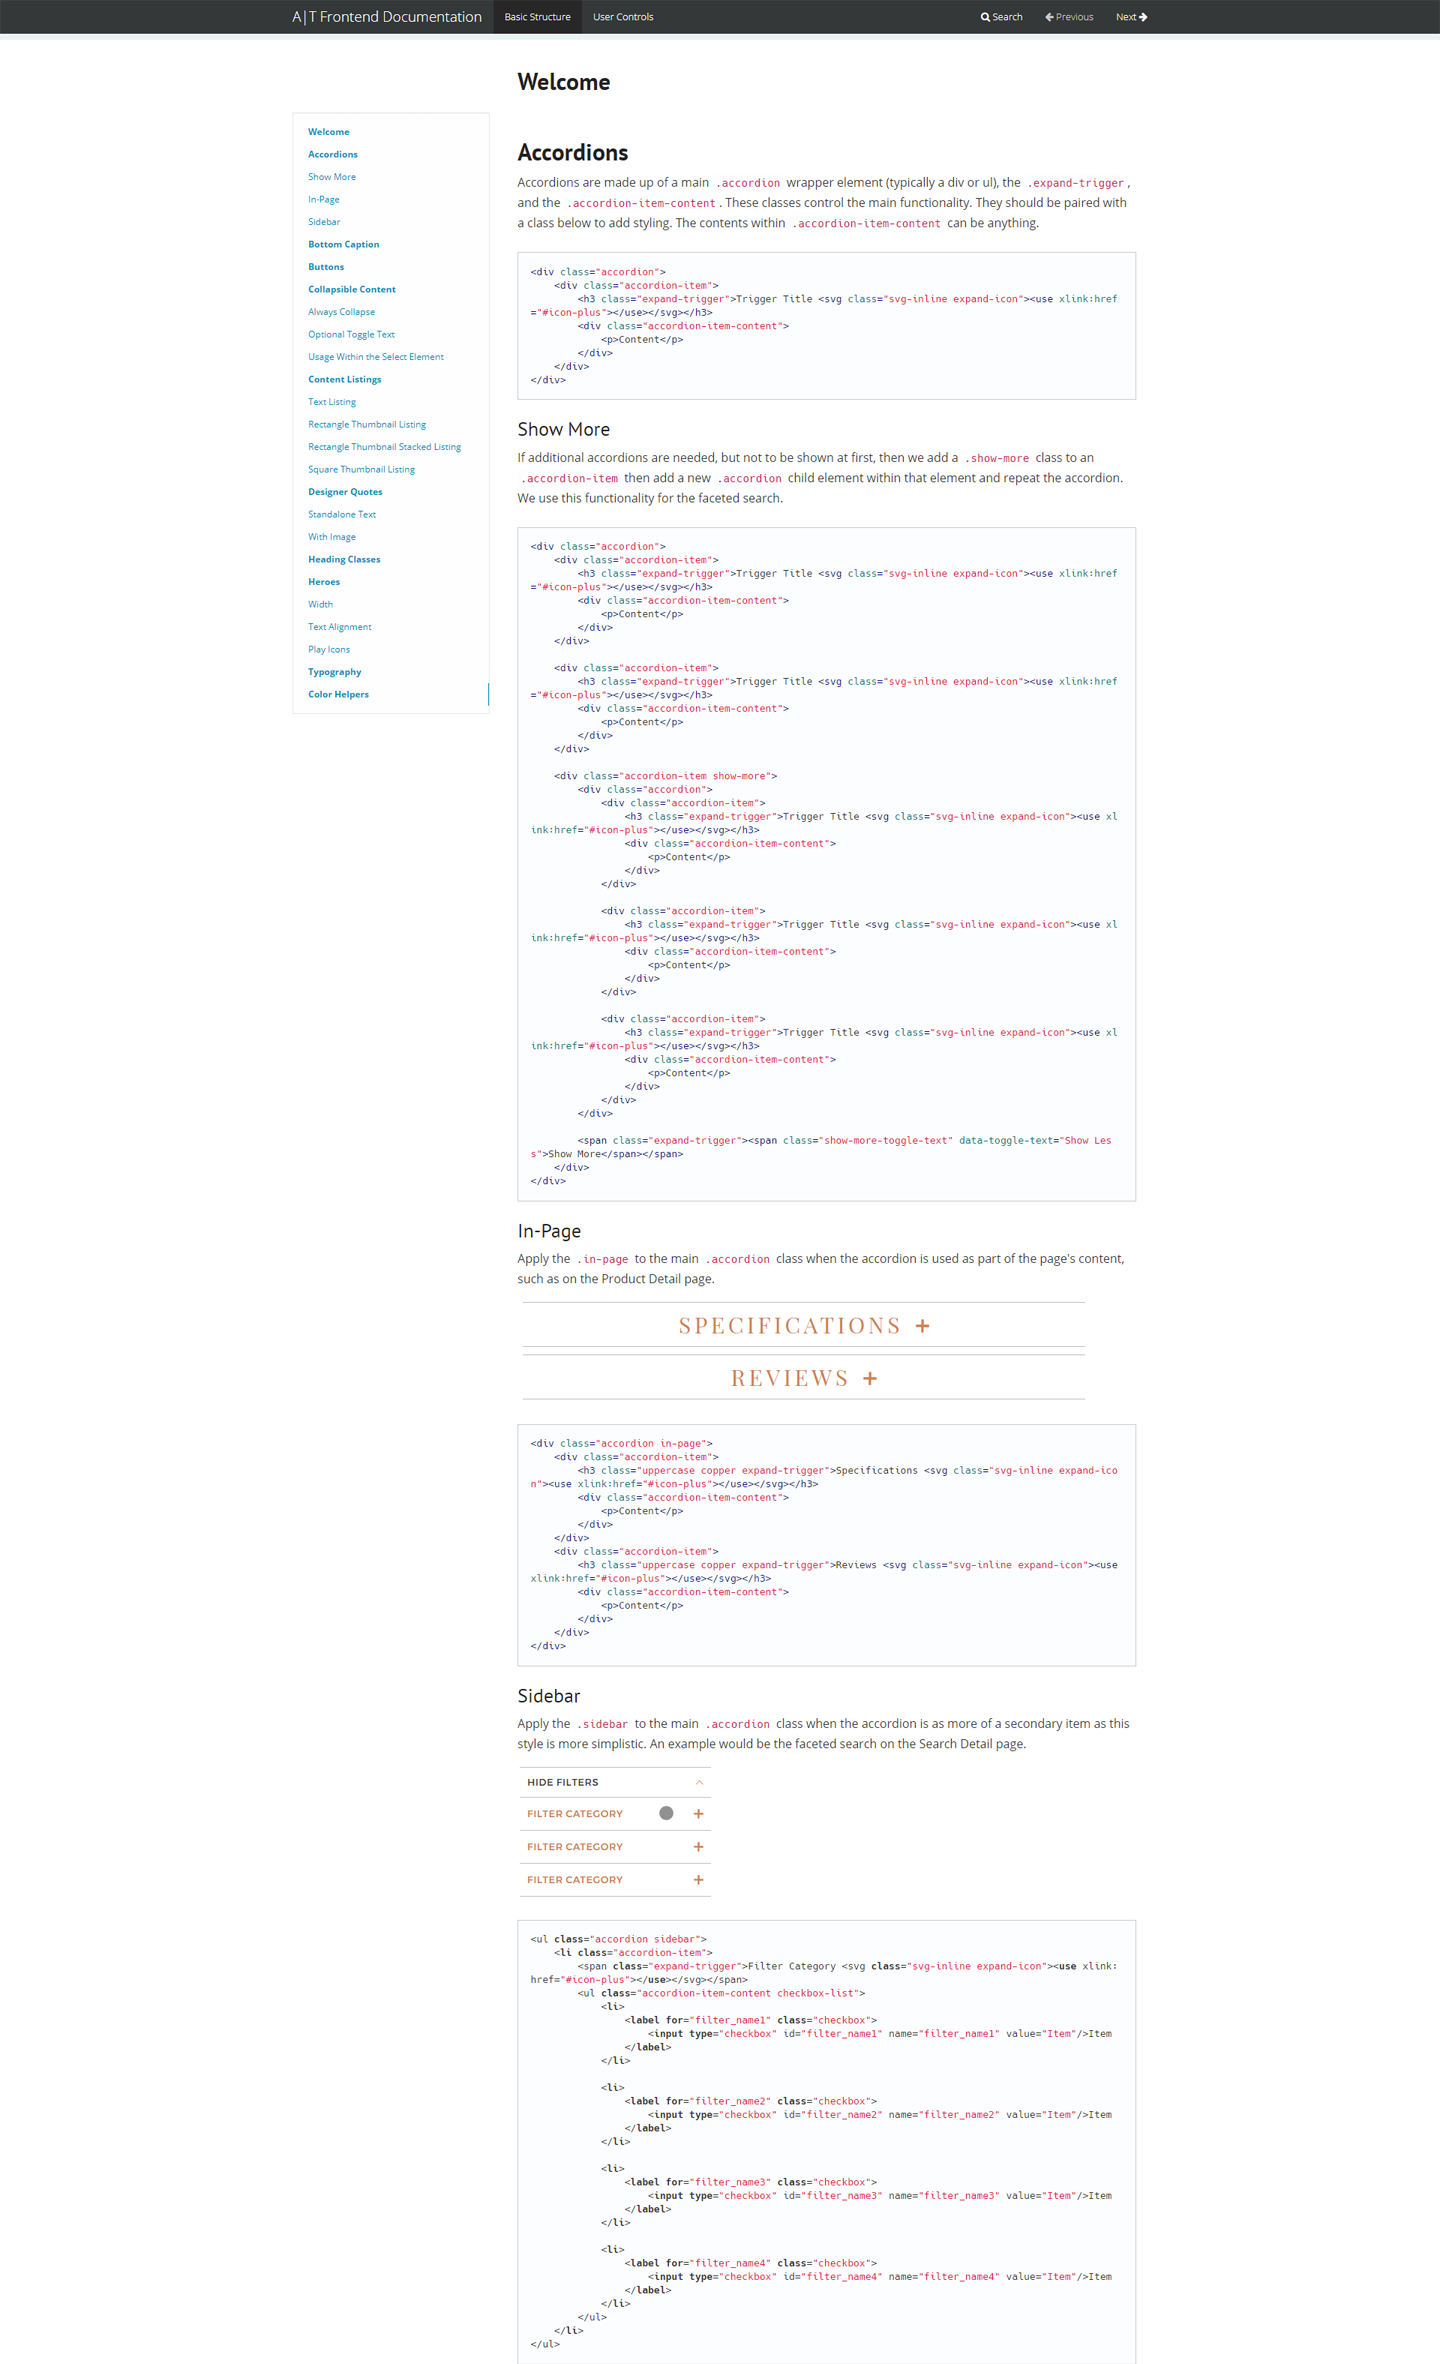 A|T Frontend Documentation Basic Structure User Controls Search Previous Next
Welcome
Welcome
Accordions
Show More
In-Page
Sidebar
Bottom Caption
Buttons
Collapsible Content
Always Collapse
Optional Toggle Text
Usage Within the Select Element
Content Listings
Text Listing
Rectangle Thumbnail Listing
Rectangle Thumbnail Stacked Listing
Square Thumbnail Listing
Designer Quotes
Standalone Text
With Image
Heading Classes
Heroes
Width
Text Alignment
Play Icons
Typography
Color Helpers
Accordions
Accordions are made up of a main .accordion wrapper element (typically a div or ul), the .expand-trigger ,
and the .accordion-item-content . These classes control the main functionality. They should be paired with
a class below to add styling. The contents within .accordion-item-content can be anything.
<div class="accordion">
    <div class="accordion-item">
        <h3 class="expand-trigger">Trigger Title <svg class="svg-inline expand-icon"><use xlink:href
="#icon-plus"></use></svg></h3>
        <div class="accordion-item-content">
            <p>Content</p>
        </div>
    </div>
</div>
Show More
If additional accordions are needed, but not to be shown at first, then we add a .show-more class to an
.accordion-item then add a new .accordion child element within that element and repeat the accordion.
We use this functionality for the faceted search.
<div class="accordion">
    <div class="accordion-item">
        <h3 class="expand-trigger">Trigger Title <svg class="svg-inline expand-icon"><use xlink:href
="#icon-plus"></use></svg></h3>
        <div class="accordion-item-content">
            <p>Content</p>
        </div>
    </div>
    <div class="accordion-item">
        <h3 class="expand-trigger">Trigger Title <svg class="svg-inline expand-icon"><use xlink:href
="#icon-plus"></use></svg></h3>
        <div class="accordion-item-content">
            <p>Content</p>
        </div>
    </div>
    <div class="accordion-item show-more">
        <div class="accordion">
            <div class="accordion-item">
                <h3 class="expand-trigger">Trigger Title <svg class="svg-inline expand-icon"><use xl
ink:href="#icon-plus"></use></svg></h3>
                <div class="accordion-item-content">
                    <p>Content</p>
                </div>
            </div>
            <div class="accordion-item">
                <h3 class="expand-trigger">Trigger Title <svg class="svg-inline expand-icon"><use xl
ink:href="#icon-plus"></use></svg></h3>
                <div class="accordion-item-content">
                    <p>Content</p>
                </div>
            </div>
            <div class="accordion-item">
                <h3 class="expand-trigger">Trigger Title <svg class="svg-inline expand-icon"><use xl
ink:href="#icon-plus"></use></svg></h3>
                <div class="accordion-item-content">
                    <p>Content</p>
                </div>
            </div>
        </div>
        <span class="expand-trigger"><span class="show-more-toggle-text" data-toggle-text="Show Les
s">Show More</span></span>
    </div>
</div>
In-Page
Apply the .in-page to the main .accordion class when the accordion is used as part of the page's content,
such as on the Product Detail page.
SPECIFICATIONS +
REVIEWS +
<div class="accordion in-page">
    <div class="accordion-item">
        <h3 class="uppercase copper expand-trigger">Specifications <svg class="svg-inline expand-ico
n"><use xlink:href="#icon-plus"></use></svg></h3>
        <div class="accordion-item-content">
            <p>Content</p>
        </div>
    </div>
    <div class="accordion-item">
        <h3 class="uppercase copper expand-trigger">Reviews <svg class="svg-inline expand-icon"><use
xlink:href="#icon-plus"></use></svg></h3>
        <div class="accordion-item-content">
            <p>Content</p>
        </div>
    </div>
</div>
Sidebar
Apply the .sidebar to the main .accordion class when the accordion is as more of a secondary item as this
style is more simplistic. An example would be the faceted search on the Search Detail page.
HIDE FILTERS
FILTER CATEGORY +
FILTER CATEGORY +
FILTER CATEGORY +
<ul class="accordion sidebar">
    <li class="accordion-item">
        <span class="expand-trigger">Filter Category <svg class="svg-inline expand-icon"><use xlink:
href="#icon-plus"></use></svg></span>
        <ul class="accordion-item-content checkbox-list">
            <li>
                <label for="filter_name1" class="checkbox">
                    <input type="checkbox" id="filter_name1" name="filter_name1" value="Item"/>Item
                </label>
            </li>
            <li>
                <label for="filter_name2" class="checkbox">
                    <input type="checkbox" id="filter_name2" name="filter_name2" value="Item"/>Item
                </label>
            </li>
            <li>
                <label for="filter_name3" class="checkbox">
                    <input type="checkbox" id="filter_name3" name="filter_name3" value="Item"/>Item
                </label>
            </li>
            <li>
                <label for="filter_name4" class="checkbox">
                    <input type="checkbox" id="filter_name4" name="filter_name4" value="Item"/>Item
                </label>
            </li>
        </ul>
    </li>
</ul>